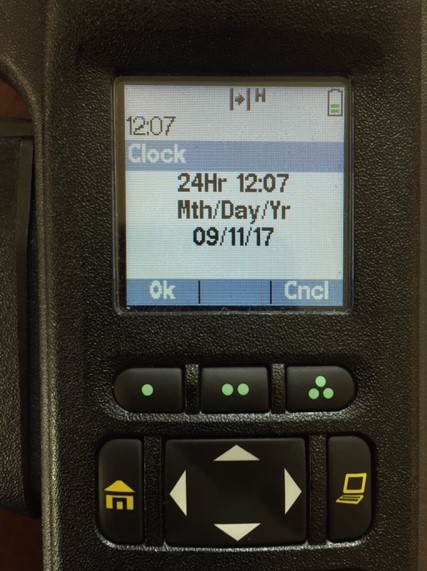 H
12:07
Clock
24Hr 12:07
Mth/Day/Yr
09/11/17
Ok Cncl